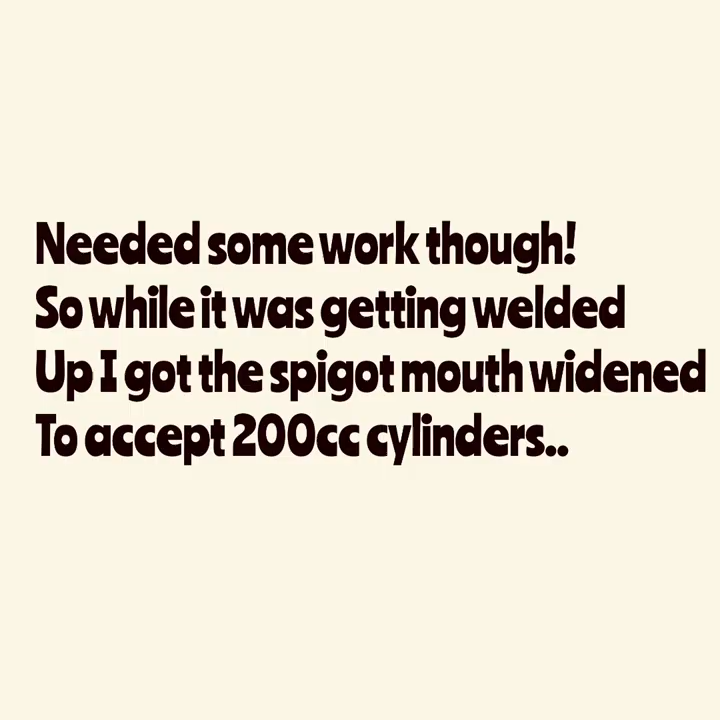 Needed some work though!
So while it was getting welded
Up I got the spigot mouth widened
To accept 200cc cylinders..